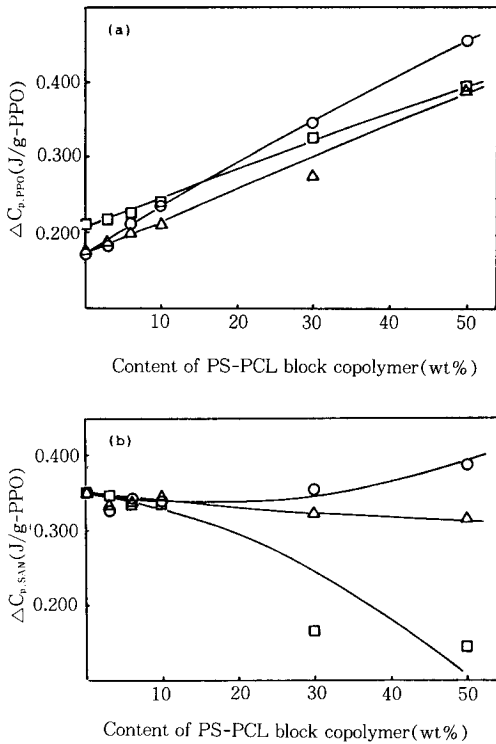 (a)
0.400
0.300
0.200
ΔCp,PPO(J/g-PPO)
10 20 30 40 50
Content of PS-PCL block copolymer(wt%)
(b)
0.400
0.300
0.200
ΔCp,SAN(J/g-PPO)
10 20 30 40 50
Content of PS-PCL block copolymer(wt%)